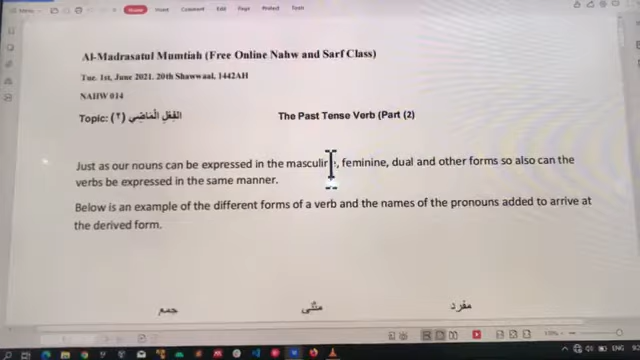 Al-Madrasatul Mumtiah (Free Online Nahw and Sarf Class)
Tue. 1st, June 2021. 20th Shawwaal, 1442AH
NAHW 014
Topic: الفِعْلِ الْمَاضِي (٢) The Past Tense Verb (Part (2)
Just as our nouns can be expressed in the feminine, dual and other forms so also can the
verbs be expressed in the same manner.
Below is an example of the different forms of a verb and the names of the pronouns added to arrive at
the derived form.
مفرد مثنى جمع